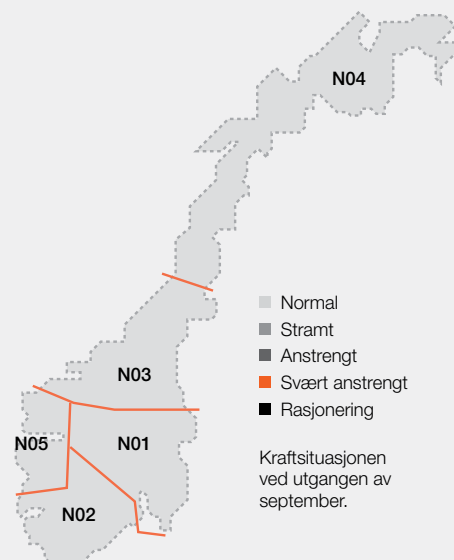 N04
N03
N05
N01
N02
Normal
Stramt
Anstrengt
Svært anstrengt
Rasjonering
Kraftsituasjonen
ved utgangen av
september.